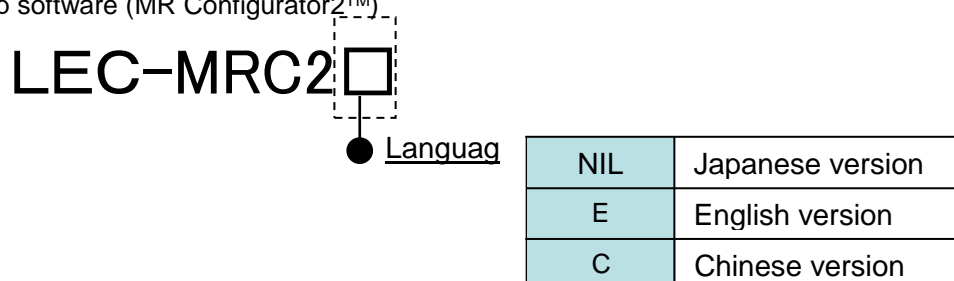 o software (MR Configurator2™)
LEC-MRC2□
Languag
NIL Japanese version
E English version
C Chinese version